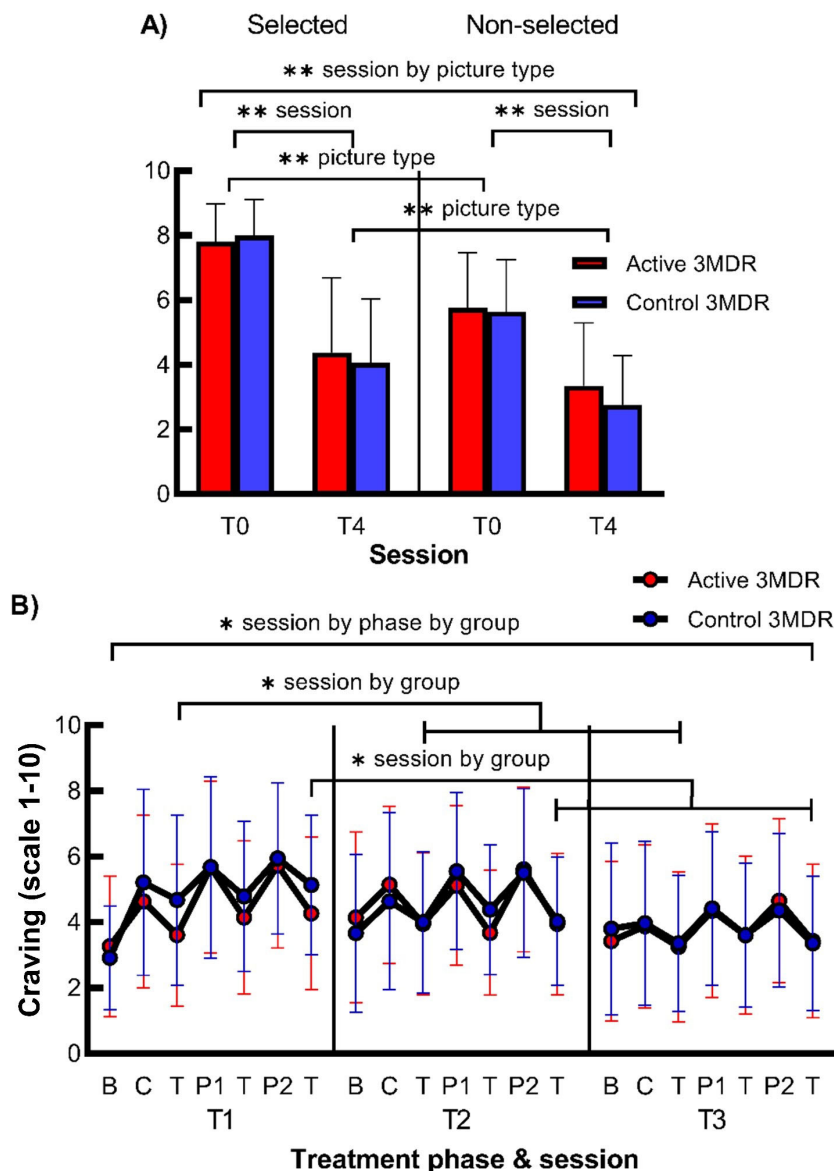 A) Selected Non-selected
** session by picture type
** session ** session
** picture type
** picture type
10
8
6
4
2
0
Active 3MDR
Control 3MDR
T0 T4 T0 T4
Session
B)
Active 3MDR
Control 3MDR
* session by phase by group
* session by group
* session by group
Craving (scale 1-10)
10
8
6
4
2
0
B C T P1 T P2 T B C T P1 T P2 T B C T P1 T P2 T
T1 T2 T3
Treatment phase & session